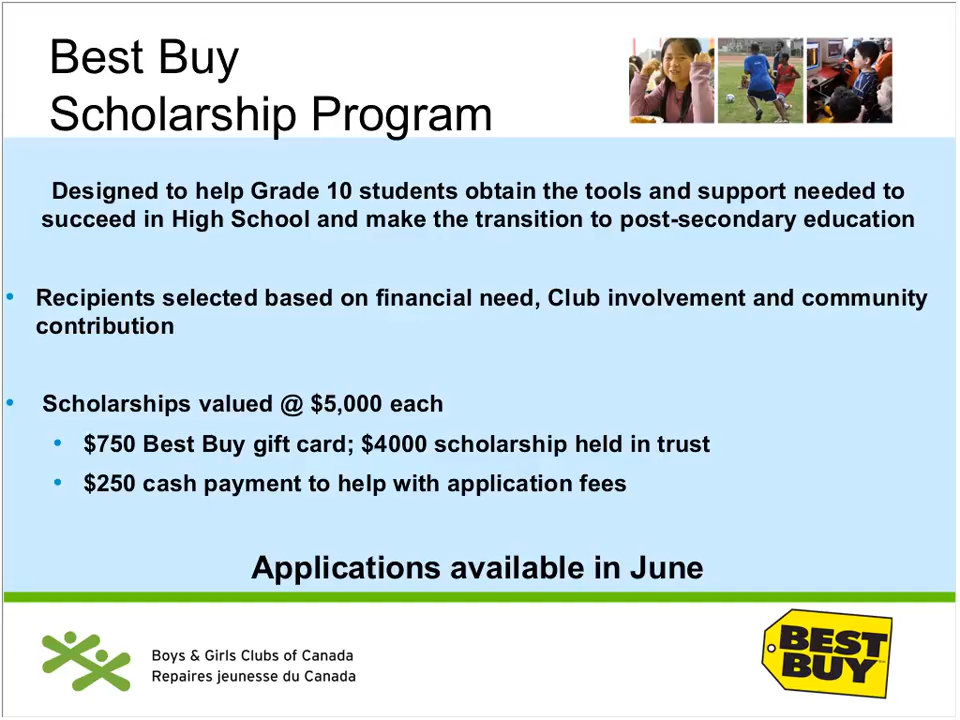 Best Buy
Scholarship Program
Designed to help Grade 10 students obtain the tools and support needed to
succeed in High School and make the transition to post-secondary education
• Recipients selected based on financial need, Club involvement and community
contribution
• Scholarships valued @ $5,000 each
• $750 Best Buy gift card; $4000 scholarship held in trust
• $250 cash payment to help with application fees
Applications available in June
Boys & Girls Clubs of Canada
Repaires jeunesse du Canada
BEST
BUY